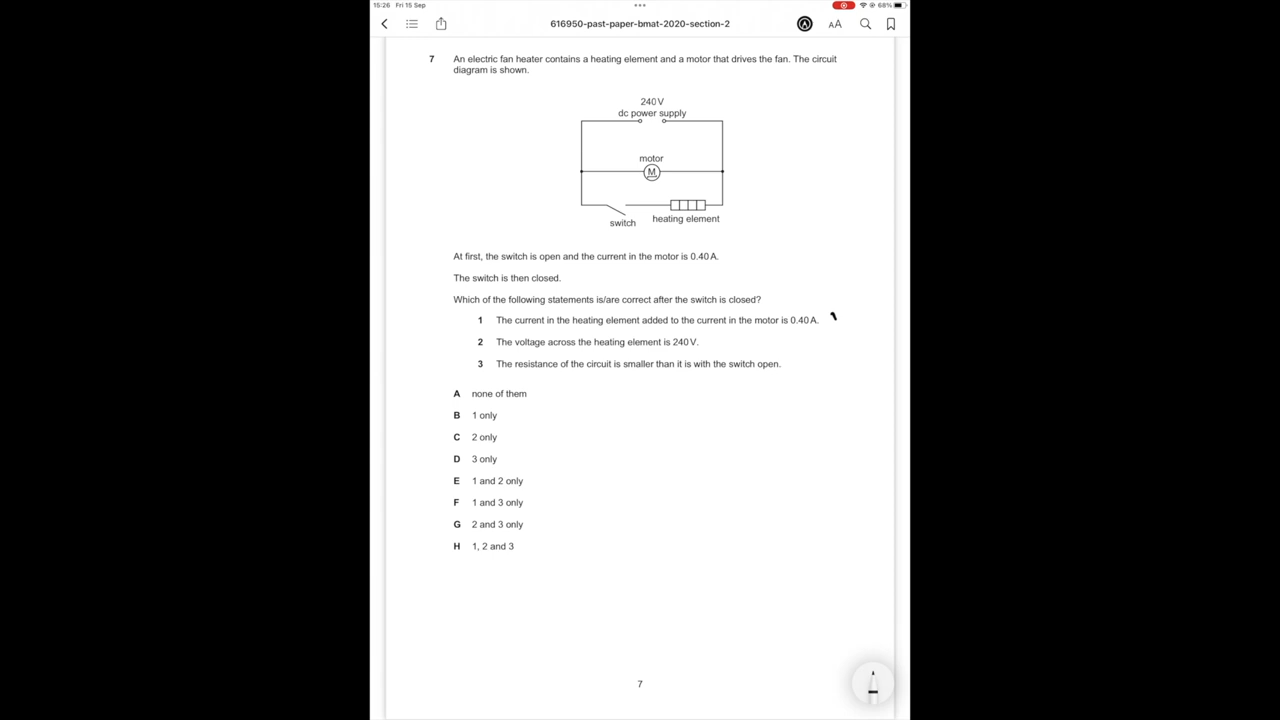 15:26 Fri 15 Sep
68%
616950-past-paper-bmat-2020-section-2
AA
7 An electric fan heater contains a heating element and a motor that drives the fan. The circuit
diagram is shown.
240 V
dc power supply
motor
M
switch
heating element
At first, the switch is open and the current in the motor is 0.40 A.
The switch is then closed.
Which of the following statements is/are correct after the switch is closed?
1 The current in the heating element added to the current in the motor is 0.40 A.
2 The voltage across the heating element is 240 V.
3 The resistance of the circuit is smaller than it is with the switch open.
A none of them
B 1 only
C 2 only
D 3 only
E 1 and 2 only
F 1 and 3 only
G 2 and 3 only
H 1, 2 and 3
7